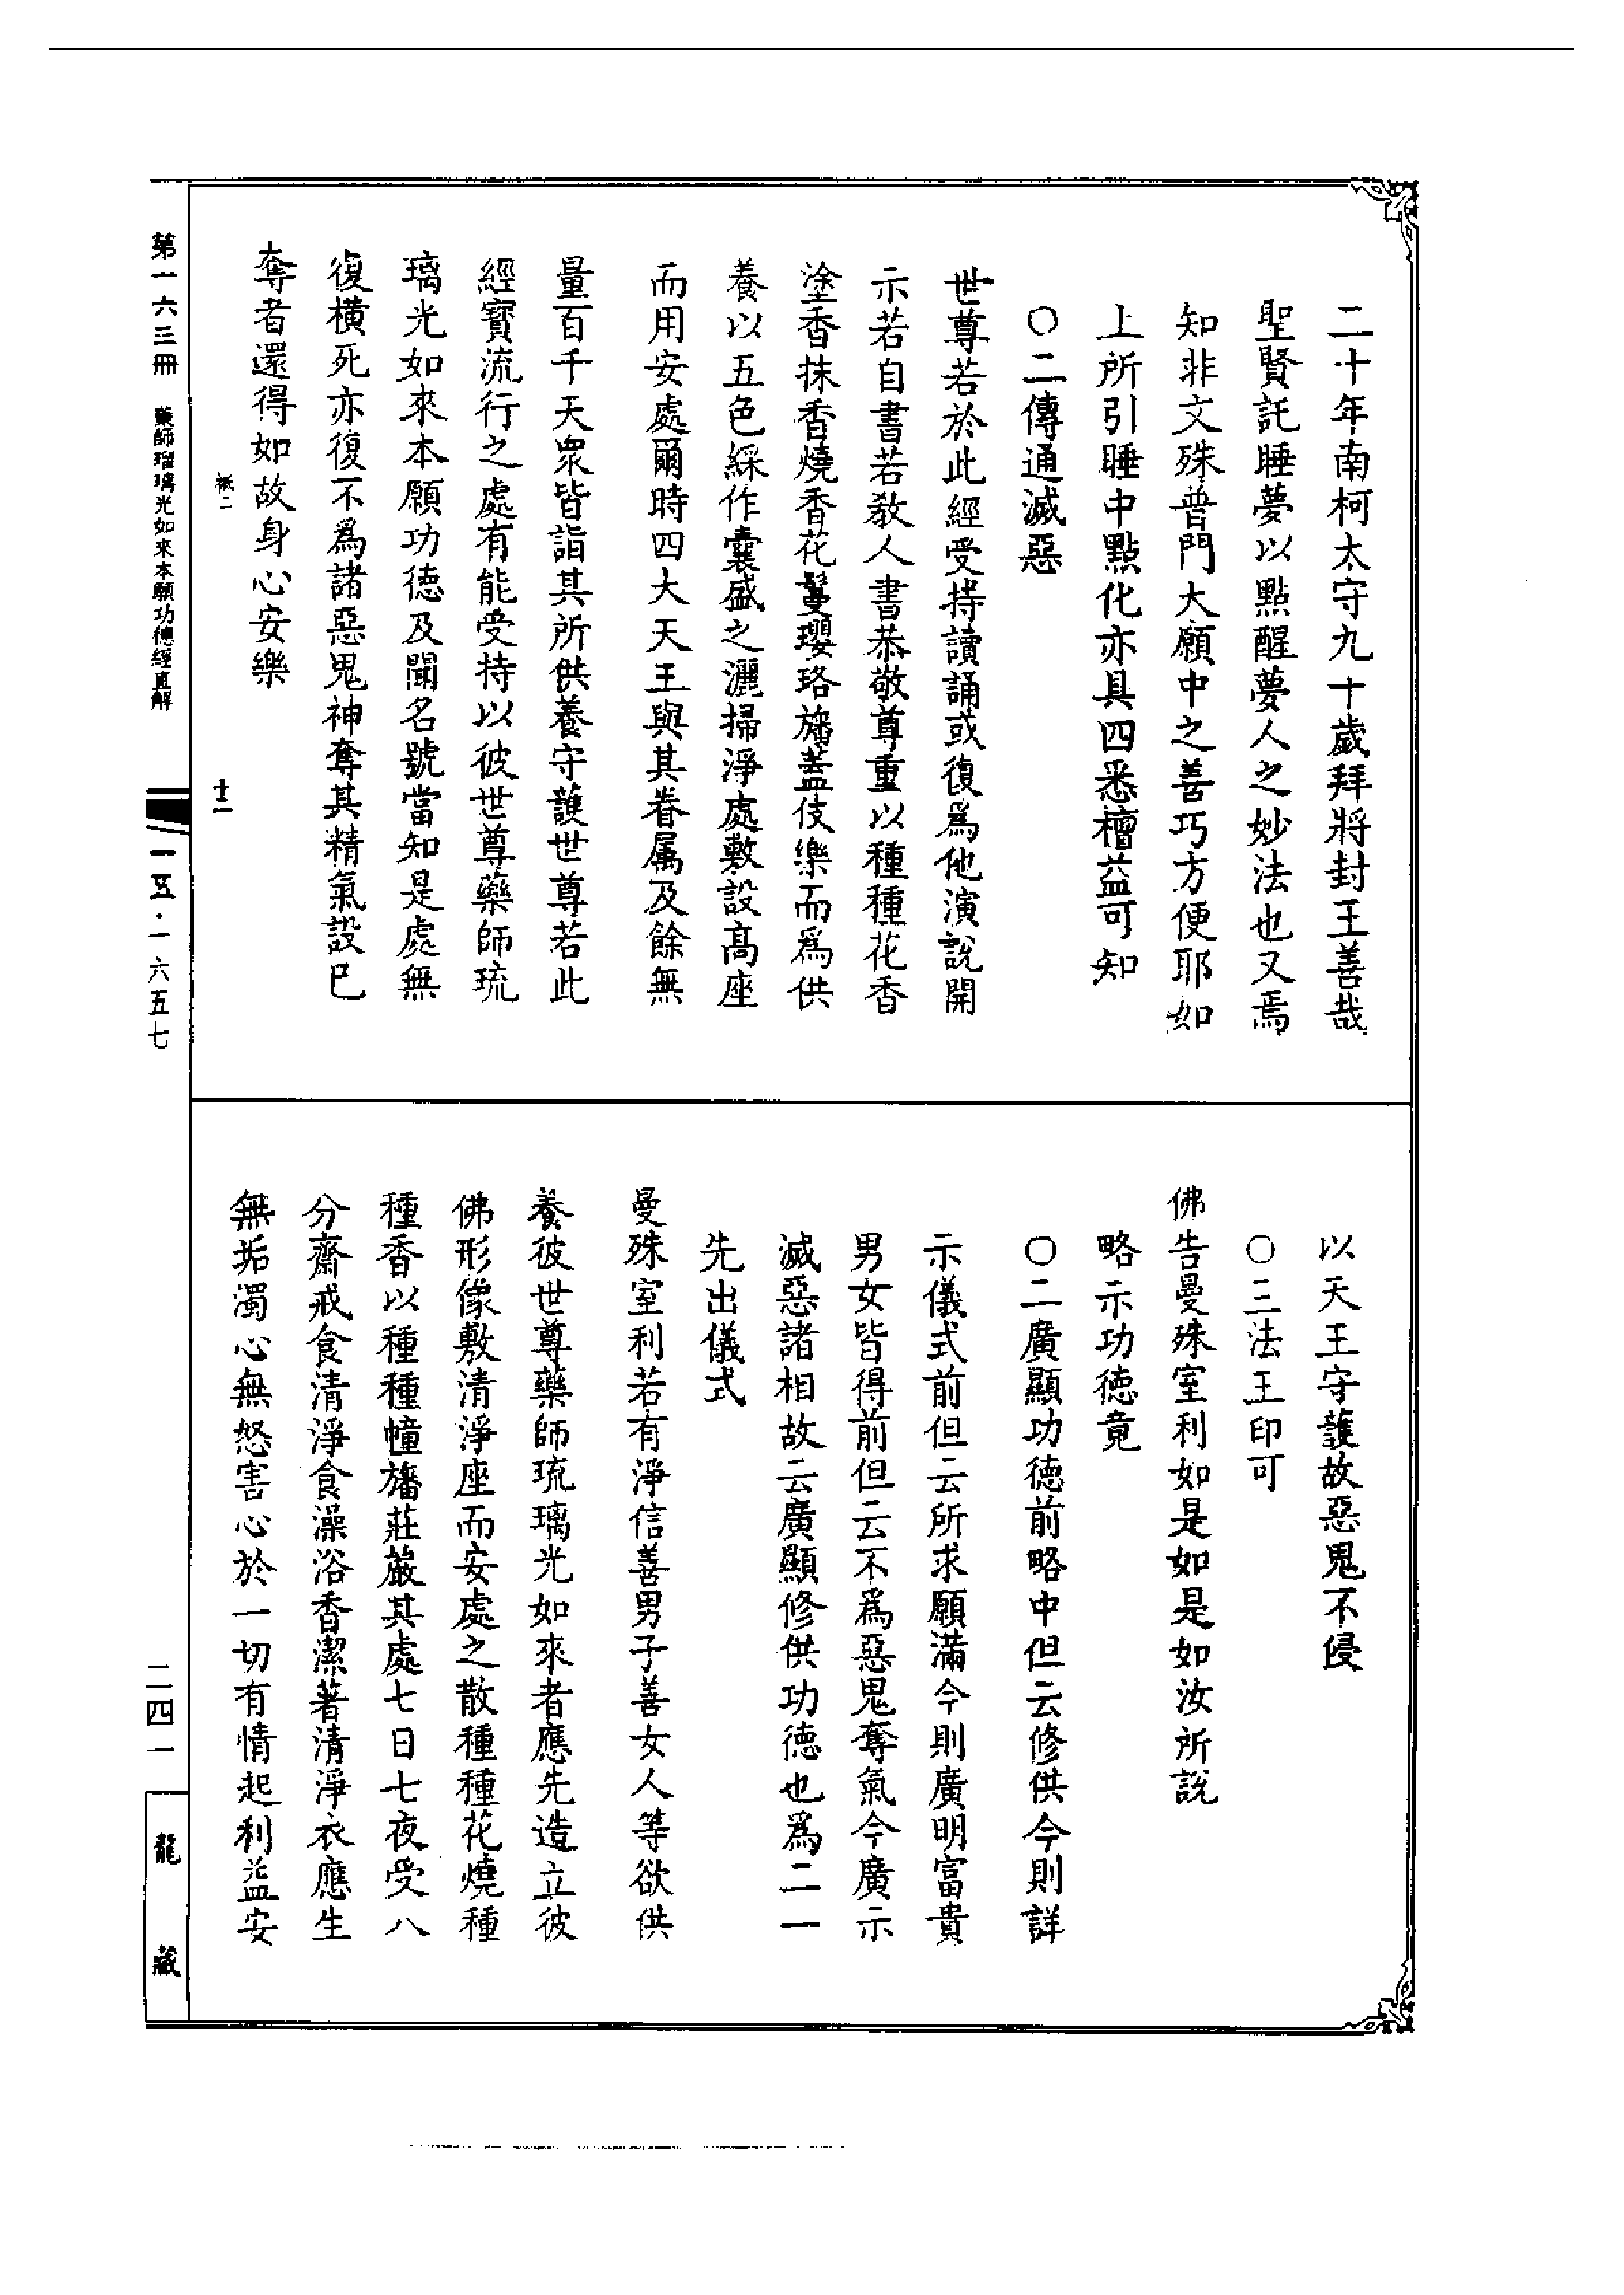 二十年南柯太守九十歲拜將封王善哉
聖賢託睡夢以點醒夢人之妙法也又焉
知非文殊普門大願中之善巧方便耶如
上所引睡中點化亦具四悉檀益可知
○二傳通滅惡
世尊若於此經受持讀誦或復爲他演說開
示若自書若教人書恭敬尊重以種種花香
塗香抹香燒香花鬘瓔珞旛蓋伎樂而爲供
養以五色綵作囊盛之灑掃淨處敷設髙座
而用安處爾時四大天王與其眷属及餘無
量百千天衆皆詣其所供養守護世尊若此
經寳流行之處有能受持以彼世尊藥師琉
璃光如來本願功德及聞名號當知是處無
復橫死亦復不爲諸惡鬼神奪其精氣設已
奪者還得如故身心安樂
祇二
十二
以天王守護故惡鬼不侵
○三法王印可
佛告曼殊室利如是如是如汝所說
略示功德竟
○二廣顯功德前略中但云修供今則詳
示儀式前但云所求願滿今則廣明富貴
男女皆得前但云不爲惡鬼奪氣今廣示
滅惡諸相故云廣顯修供功德也爲二一
先出儀式
曼殊室利若有淨信善男子善女人等欲供
養彼世尊藥師琉璃光如來者應先造立彼
佛形像敷清淨座而安處之散種種花燒種
種香以種種幢旛莊嚴其處七日七夜受八
分齋戒食清淨食澡浴香潔著清淨衣應生
無垢濁心無怒害心於一切有情起利益安
第一六三冊 藥師瑠璃光如來本願功德經直解
一五·一六五七
二四一
龍藏